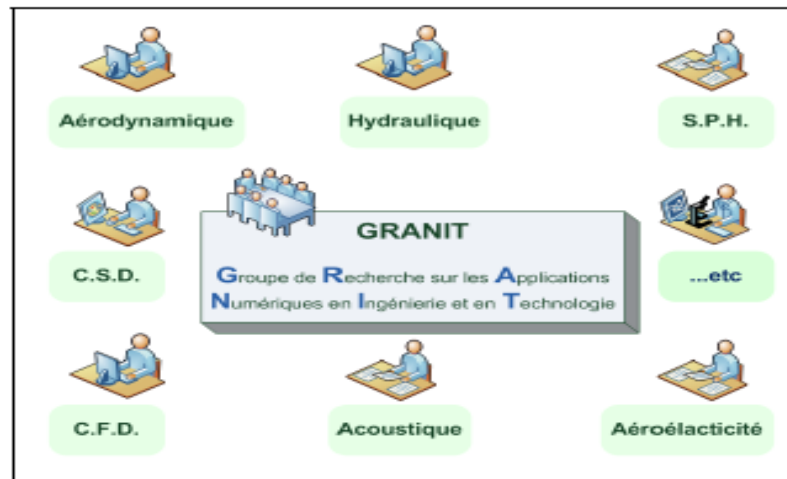 Aérodynamique
Hydraulique
S.P.H.
C.S.D.
GRANIT
Groupe de Recherche sur les Applications
Numériques en Ingénierie et en Technologie
...etc
C.F.D.
Acoustique
Aéroélacticité